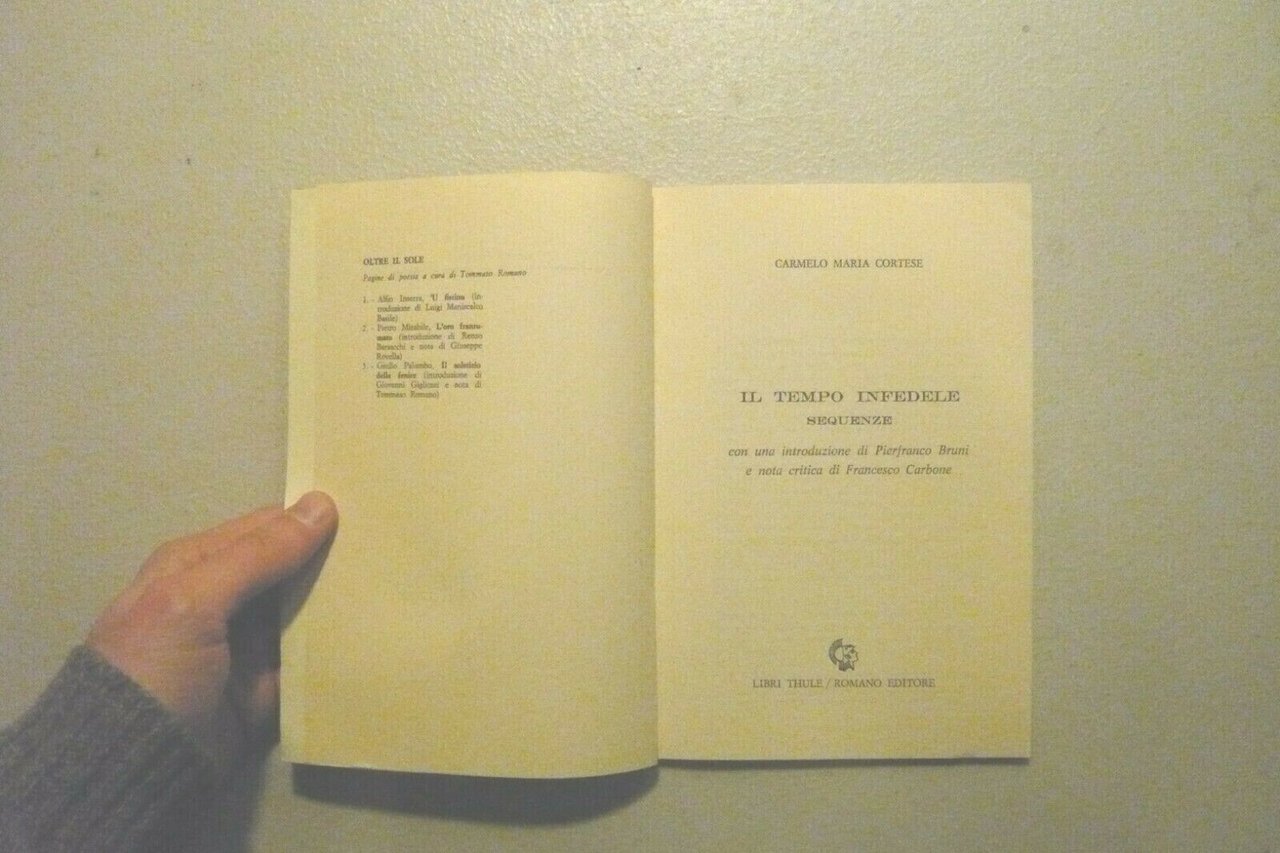 OLTRE IL SOLE
Pagine di poesia a cura di Tommaso Romano
1. - Alfio Inserra, 'U fistinu (in-
troduzione di Luigi Maniscalco
Basile)
2. - Pietro Mirabile, L'oro frantu-
mato (introduzione di Renzo
e nota di Giuseppe
Rovella)
3 - Giulio Palumbo, Il solstizio
della fenice (introduzione di
Giovanni Gigliozzi e nota di
Tommaso Romano)
CARMELO MARIA CORTESE
IL TEMPO INFEDELE
SEQUENZE
con una introduzione di Pierfranco Bruni
e nota critica di Francesco Carbone
LIBRI THULE / ROMANO EDITORE